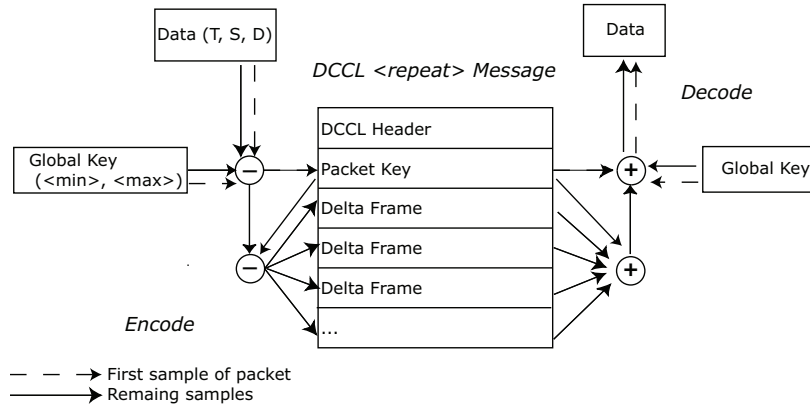 Data (T, S, D)
Data
DCCL <repeat> Message
Encode
Decode
DCCL Header
Global Key
(<min>, <max>)
−
Packet Key
+
Global Key
Delta Frame
Delta Frame
−
+
Delta Frame
...
First sample of packet
Remaing samples